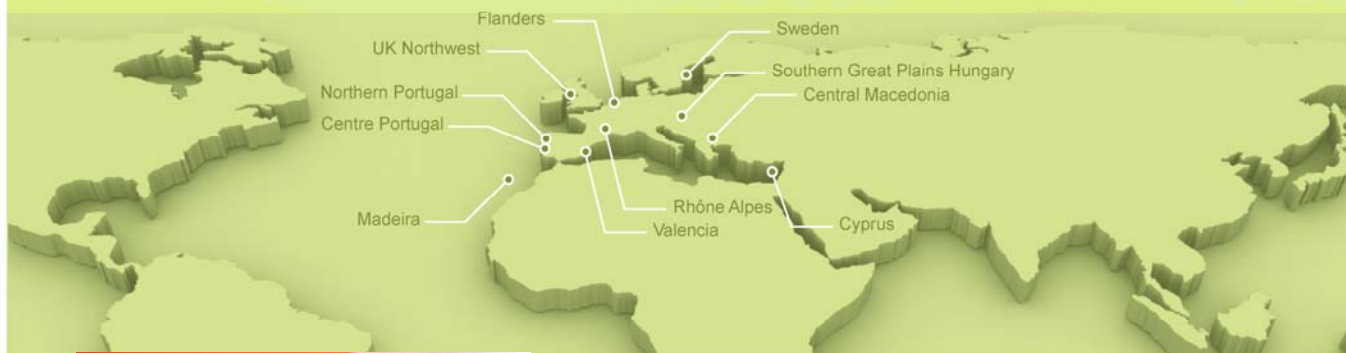 Flanders
Sweden
UK Northwest
Southern Great Plains Hungary
Northern Portugal
Central Macedonia
Centre Portugal
Madeira
Rhône Alpes
Valencia
Cyprus